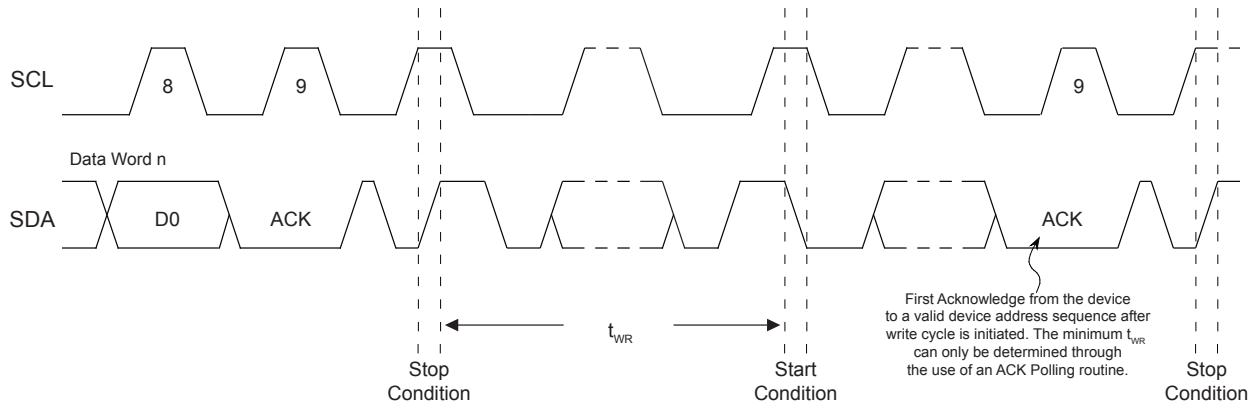 SCL
8
9
9
Data Word n
SDA
D0
ACK
ACK
First Acknowledge from the device
to a valid device address sequence after
write cycle is initiated. The minimum tWR
can only be determined through
the use of an ACK Polling routine.
tWR
Stop
Condition
Start
Condition
Stop
Condition